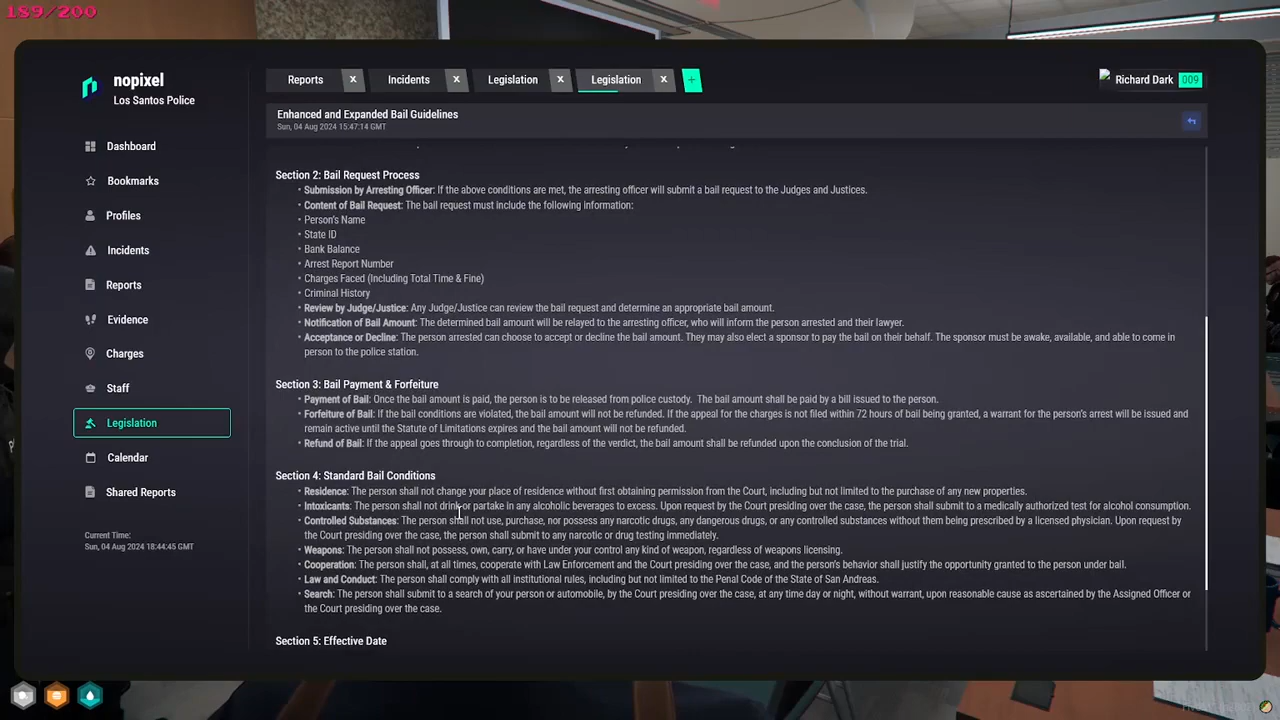 189/200
nopixel
Los Santos Police
Reports x Incidents x Legislation x Legislation x +
Richard Dark 009
Enhanced and Expanded Bail Guidelines
Sun, 04 Aug 2024 15:47:14 GMT
Dashboard
Bookmarks
Profiles
Incidents
Reports
Evidence
Charges
Staff
Legislation
Calendar
Shared Reports
Current Time:
Sun, 04 Aug 2024 18:44:45 GMT
Section 2: Bail Request Process
• Submission by Arresting Officer: If the above conditions are met, the arresting officer will submit a bail request to the Judges and Justices.
• Content of Bail Request: The bail request must include the following information:
• Person's Name
• State ID
• Bank Balance
• Arrest Report Number
• Charges Faced (Including Total Time & Fine)
• Criminal History
• Review by Judge/Justice: Any Judge/Justice can review the bail request and determine an appropriate bail amount.
• Notification of Bail Amount: The determined bail amount will be relayed to the arresting officer, who will inform the person arrested and their lawyer.
• Acceptance or Decline: The person arrested can choose to accept or decline the bail amount. They may also elect a sponsor to pay the bail on their behalf. The sponsor must be awake, available, and able to come in
person to the police station.
Section 3: Bail Payment & Forfeiture
• Payment of Bail: Once the bail amount is paid, the person is to be released from police custody. The bail amount shall be paid by a bill issued to the person.
• Forfeiture of Bail: If the bail conditions are violated, the bail amount will not be refunded. If the appeal for the charges is not filed within 72 hours of bail being granted, a warrant for the person's arrest will be issued and
remain active until the Statute of Limitations expires and the bail amount will not be refunded.
• Refund of Bail: If the appeal goes through to completion, regardless of the verdict, the bail amount shall be refunded upon the conclusion of the trial.
Section 4: Standard Bail Conditions
• Residence: The person shall not change your place of residence without first obtaining permission from the Court, including but not limited to the purchase of any new properties.
• Intoxicants: The person shall not drink or partake in any alcoholic beverages to excess. Upon request by the Court presiding over the case, the person shall submit to a medically authorized test for alcohol consumption.
• Controlled Substances: The person shall not use, purchase, nor possess any narcotic drugs, any dangerous drugs, or any controlled substances without them being prescribed by a licensed physician. Upon request by
the Court presiding over the case, the person shall submit to any narcotic or drug testing immediately.
• Weapons: The person shall not possess, own, carry, or have under your control any kind of weapon, regardless of weapons licensing.
• Cooperation: The person shall, at all times, cooperate with Law Enforcement and the Court presiding over the case, and the person's behavior shall justify the opportunity granted to the person under bail.
• Law and Conduct: The person shall comply with all institutional rules, including but not limited to the Penal Code of the State of San Andreas.
• Search: The person shall submit to a search of your person or automobile, by the Court presiding over the case, at any time day or night, without warrant, upon reasonable cause as ascertained by the Assigned Officer or
the Court presiding over the case.
Section 5: Effective Date